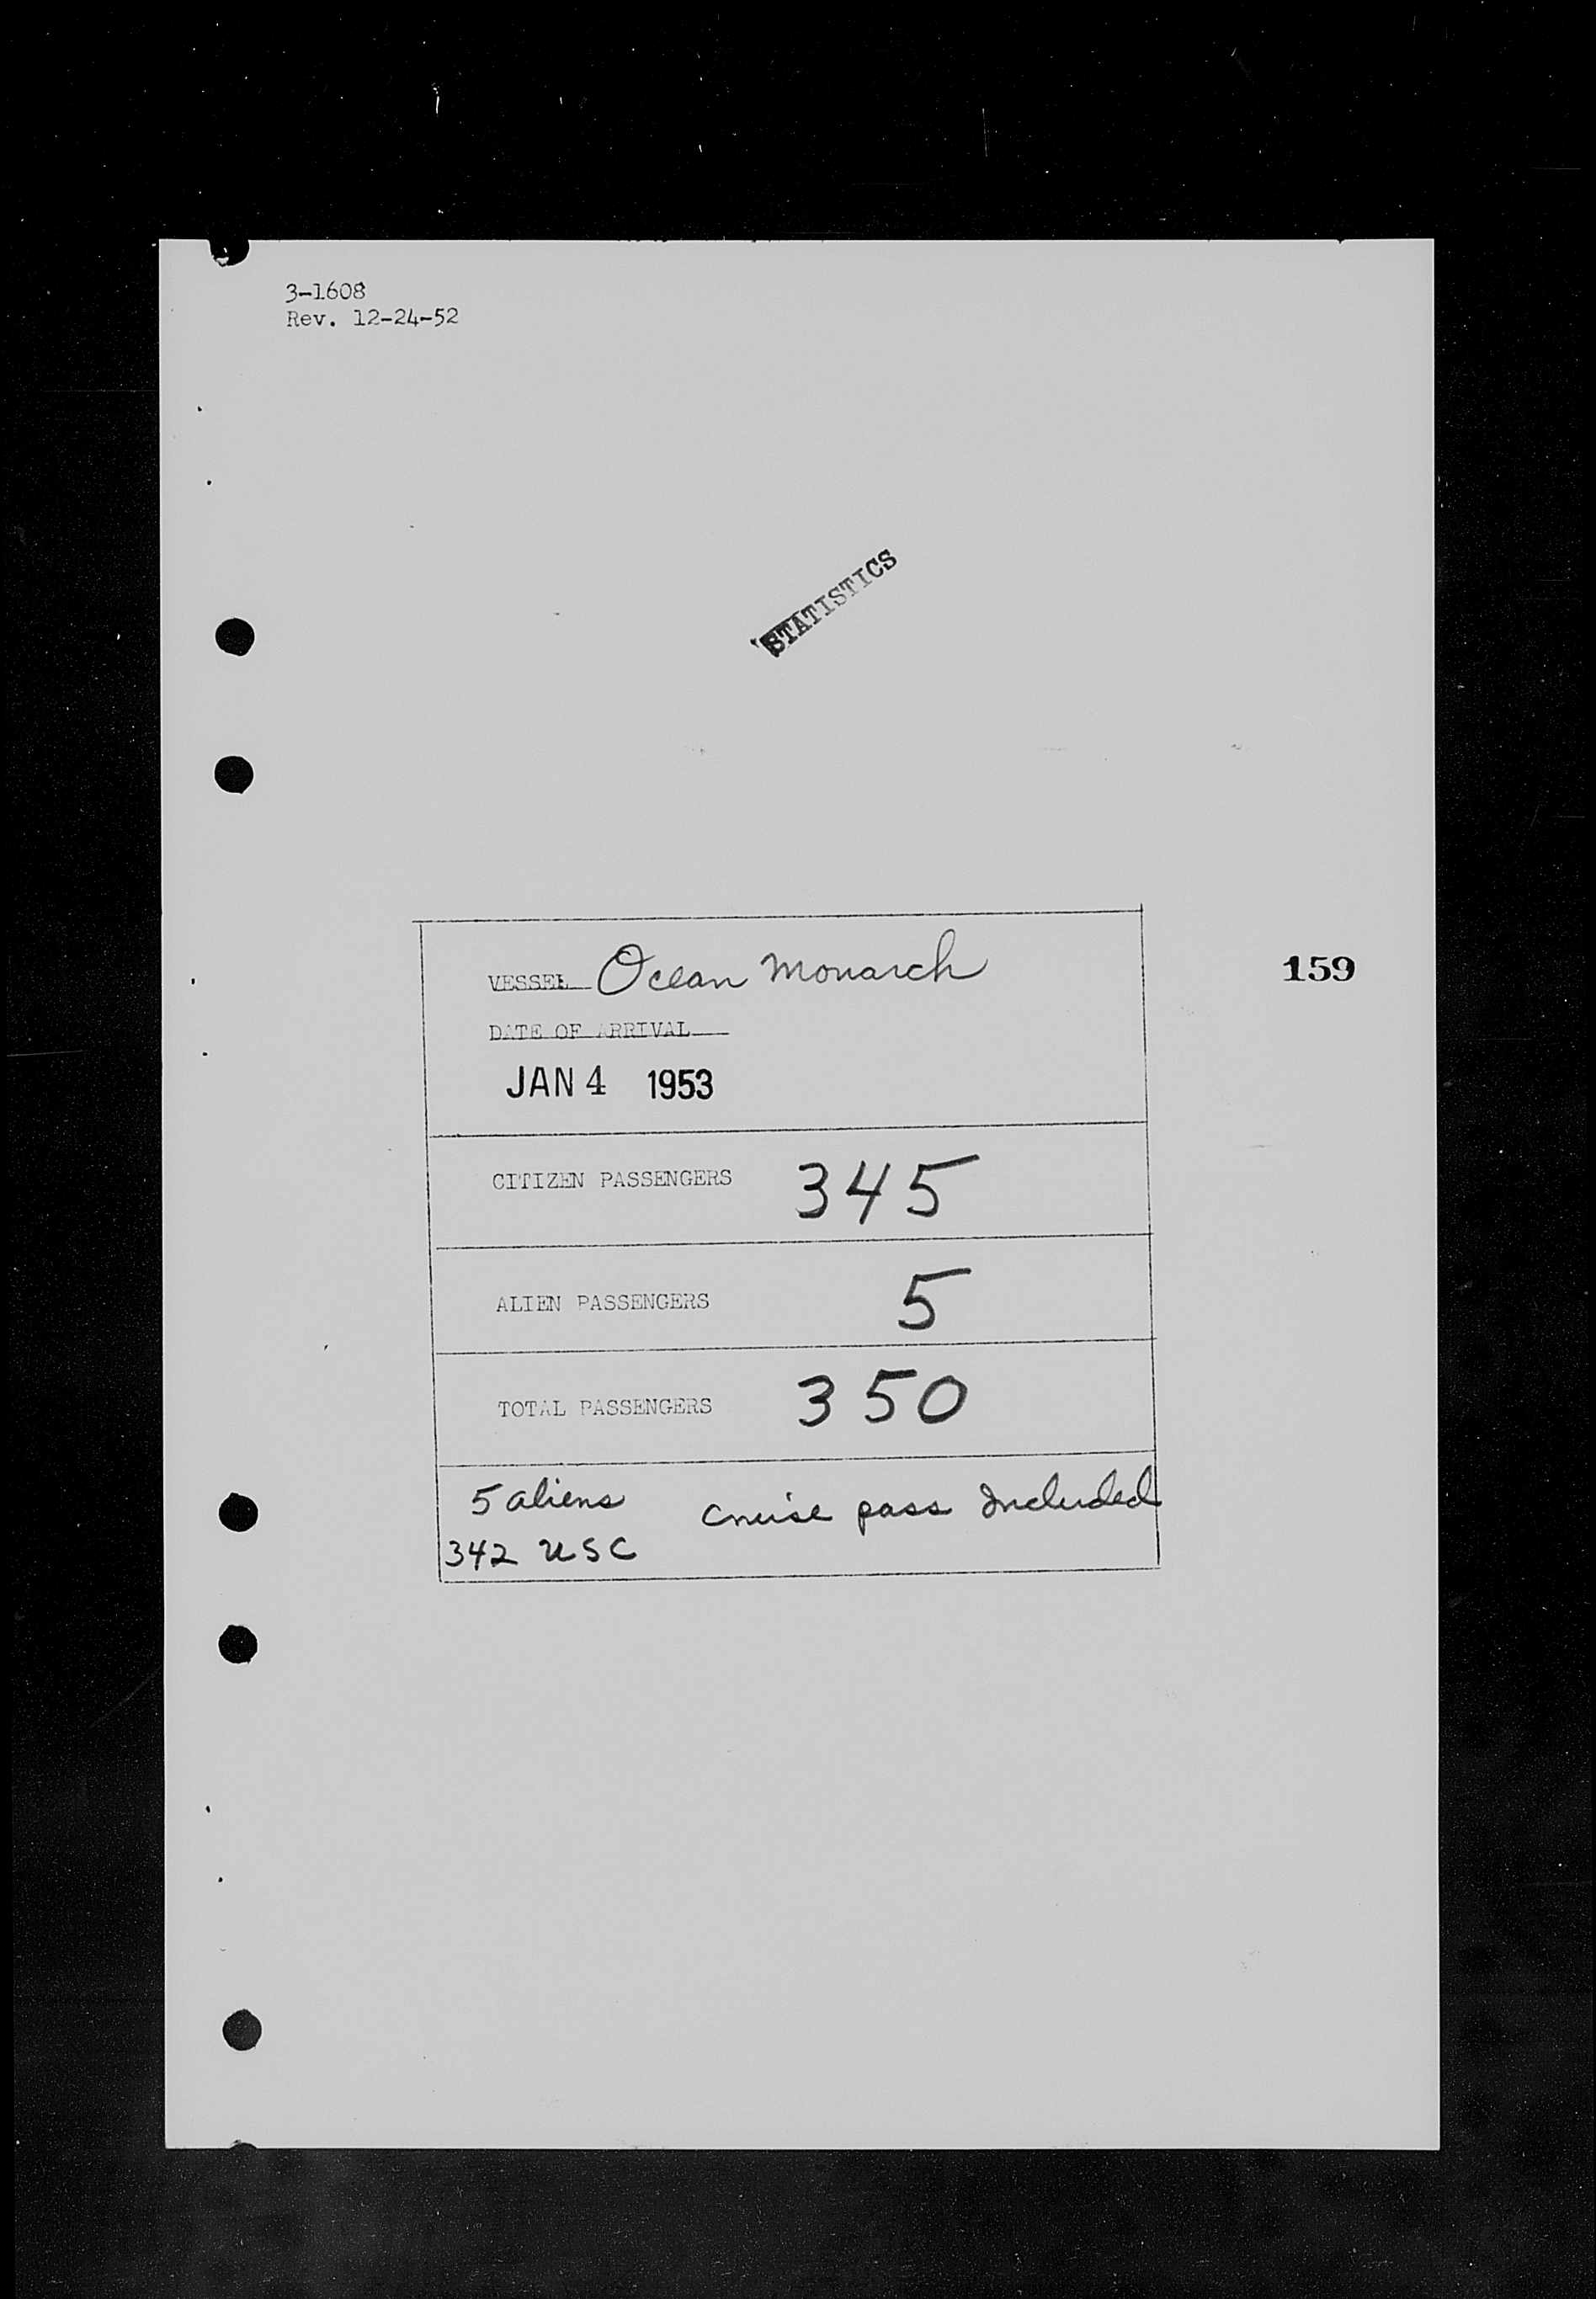 3-1608
Rev. 12-24-52
STATISTICS
VESSEL Ocean Monarch
159
DATE OF ARRIVAL
JAN 4 1953
CITIZEN PASSENGERS 345
ALIEN PASSENGERS 5
TOTAL PASSENGERS 350
5 aliens cruise pass Included
342 USC